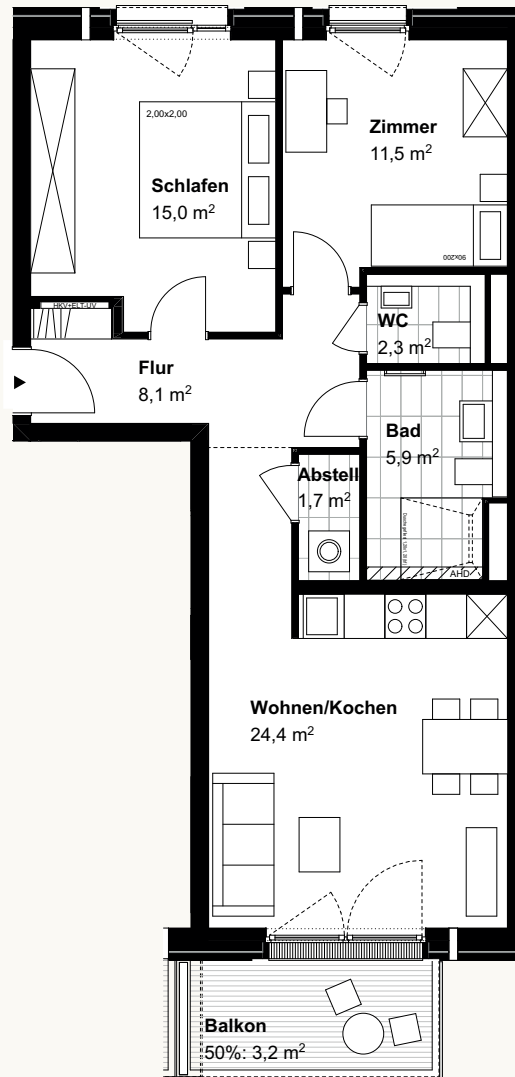 2,00x2,00
Schlafen
15,0 m²
Zimmer
11,5 m²
90x200
HKV+ELT-UV
WC
2,3 m²
Flur
8,1 m²
Bad
5,9 m²
Abstell
1,7 m²
AHD
Wohnen/Kochen
24,4 m²
Balkon
50%: 3,2 m²